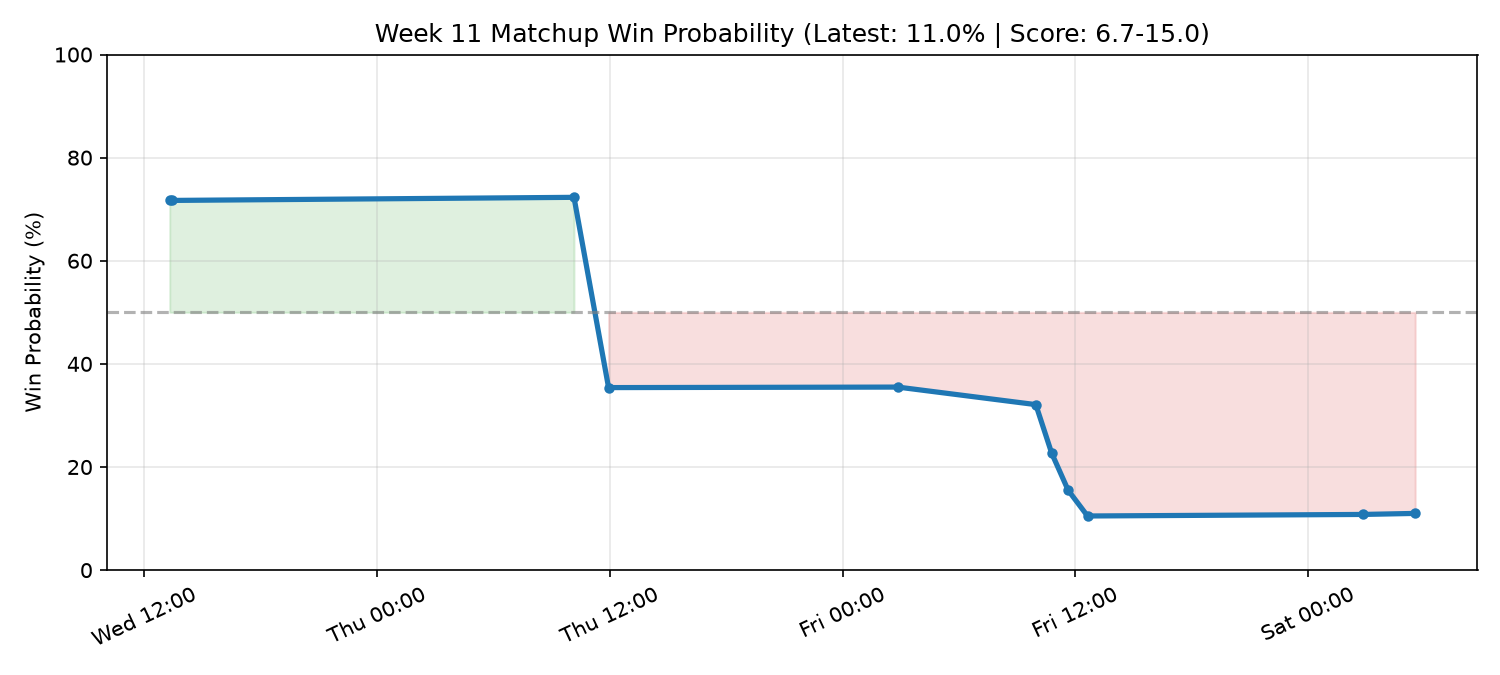 Week 11 Matchup Win Probability (Latest: 11.0% | Score: 6.7-15.0)
Win Probability (%)
100
80
60
40
20
0
Wed 12:00
Thu 00:00
Thu 12:00
Fri 00:00
Fri 12:00
Sat 00:00